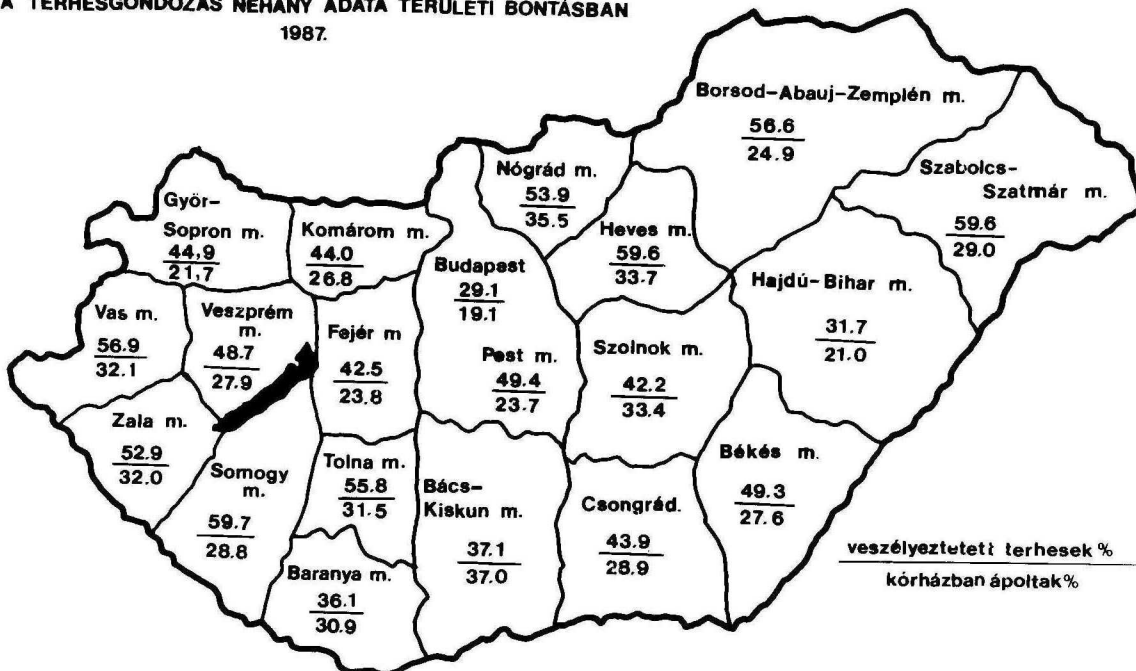 A TERHESGONDOZÁS NÉHÁNY ADATA TERÜLETI BONTÁSBAN
1987.
Borsod-Abauj-Zemplén m.
56.6
24.9
Nógrád m.
53.9
35.5
Szabolcs-
Szatmár m.
59.6
29.0
Györ-
Sopron m.
44,9
21,7
Komárom m.
44.0
26.8
Heves m.
59.6
33.7
Budapest
29.1
19.1
Hajdú-Bihar m.
31.7
21.0
Vas m.
56.9
32.1
Veszprém
m.
48.7
27.9
Fejér m
42.5
23.8
Pest m.
49.4
23.7
Szolnok m.
42.2
33.4
Zala m.
52.9
32.0
Somogy
m.
59.7
28.8
Tolna m.
55.8
31.5
Bács-
Kiskun m.
37.1
37.0
Csongrád.
43.9
28.9
Békés m.
49.3
27.6
Baranya m.
36.1
30.9
veszélyeztetett terhesek %
kórházban ápoltak%